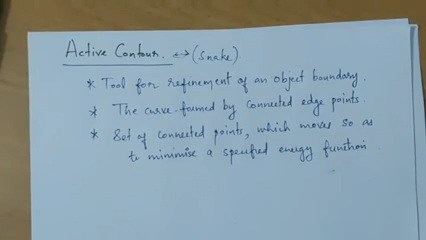 Active Contour. ↔ (Snake)
* Tool for refinement of an object boundary.
* The curve formed by connected edge points.
* Set of connected points, which moves so as
to minimise a specified energy function.